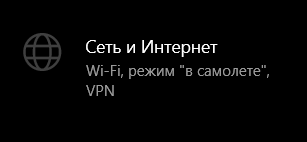 Сеть и Интернет
Wi-Fi, режим "в самолете",
VPN